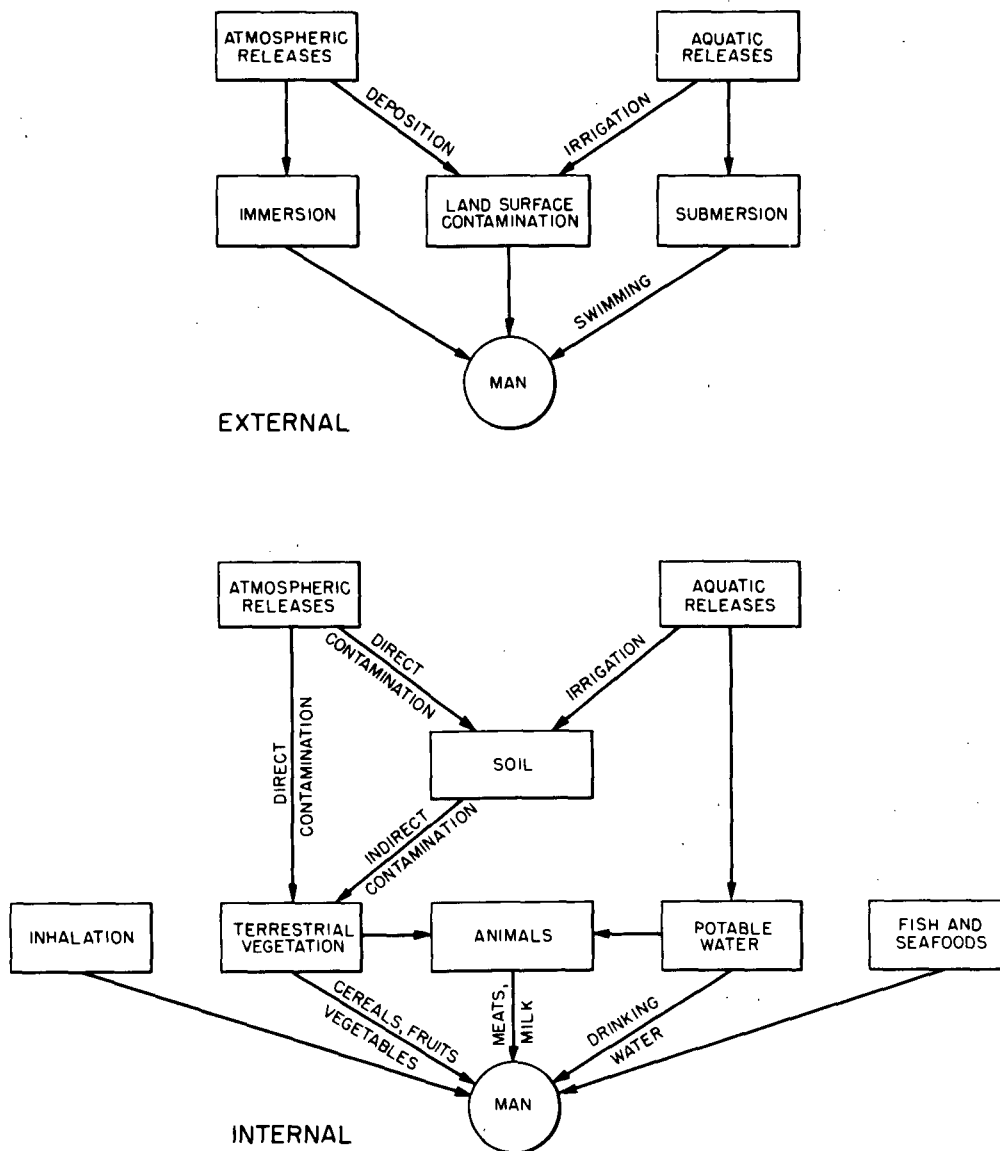 ATMOSPHERIC
RELEASES
AQUATIC
RELEASES
DEPOSITION
IRRIGATION
IMMERSION
LAND SURFACE
CONTAMINATION
SUBMERSION
SWIMMING
MAN
EXTERNAL
ATMOSPHERIC
RELEASES
AQUATIC
RELEASES
DIRECT
CONTAMINATION
IRRIGATION
DIRECT
CONTAMINATION
SOIL
INDIRECT
CONTAMINATION
INHALATION
TERRESTRIAL
VEGETATION
ANIMALS
POTABLE
WATER
FISH AND
SEAFOODS
CEREALS, FRUITS
VEGETABLES
MEATS,
MILK
DRINKING
WATER
MAN
INTERNAL